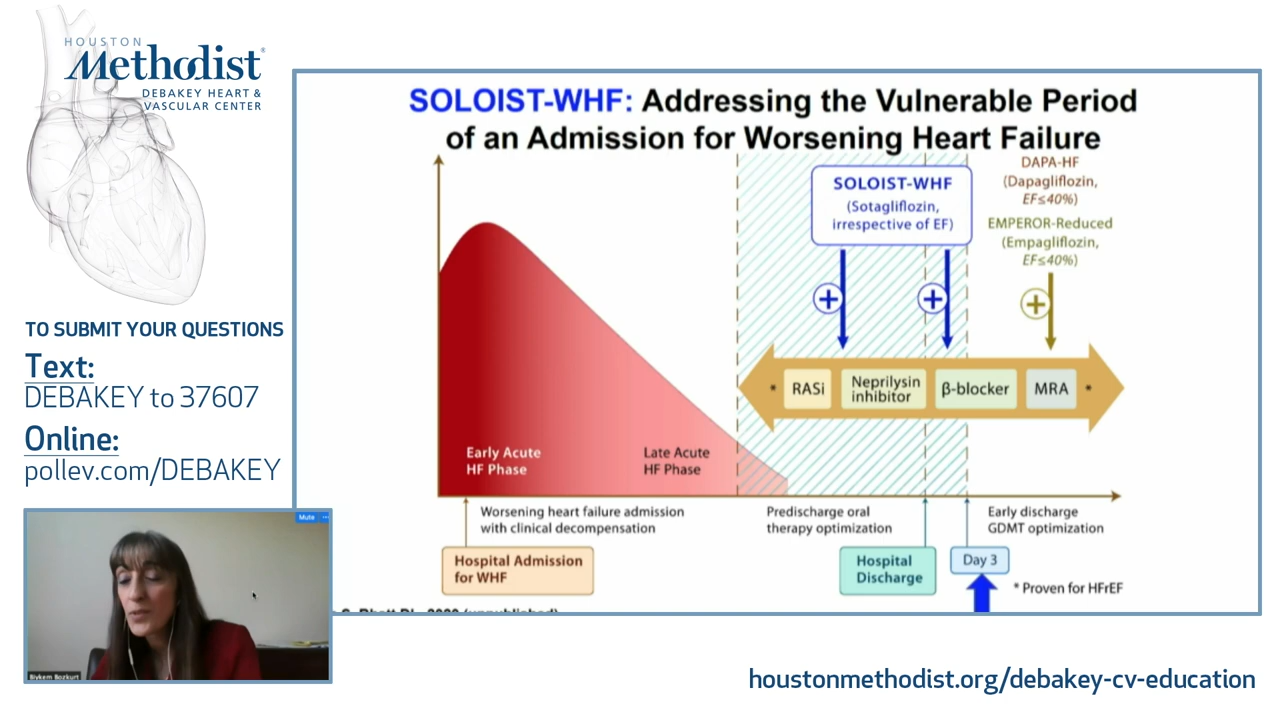 HOUSTON
Methodist®
DEBAKEY HEART &
VASCULAR CENTER
TO SUBMIT YOUR QUESTIONS
Text:
DEBAKEY to 37607
Online:
pollev.com/DEBAKEY
Mute
Biykem Bozkurt
SOLOIST-WHF: Addressing the Vulnerable Period
of an Admission for Worsening Heart Failure
SOLOIST-WHF
(Sotagliflozin,
irrespective of EF)
DAPA-HF
(Dapagliflozin,
EF≤40%)
EMPEROR-Reduced
(Empagliflozin,
EF≤40%)
+
+
+
* RASi
Neprilysin
inhibitor
β-blocker
MRA *
Early Acute
HF Phase
Late Acute
HF Phase
Worsening heart failure admission
with clinical decompensation
Predischarge oral
therapy optimization
Early discharge
GDMT optimization
Hospital Admission
for WHF
Hospital
Discharge
Day 3
* Proven for HFrEF
houstonmethodist.org/debakey-cv-education